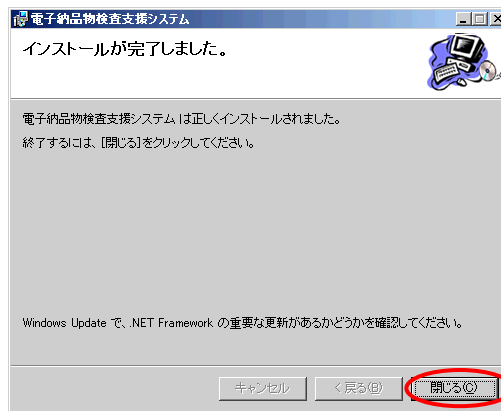 電子納品物検査支援システム
インストールが完了しました。
電子納品物検査支援システム は正しくインストールされました。
終了するには、[閉じる]をクリックしてください。
Windows Update で、.NET Framework の重要な更新があるかどうかを確認してください。
キャンセル < 戻る(B) 閉じる(C)